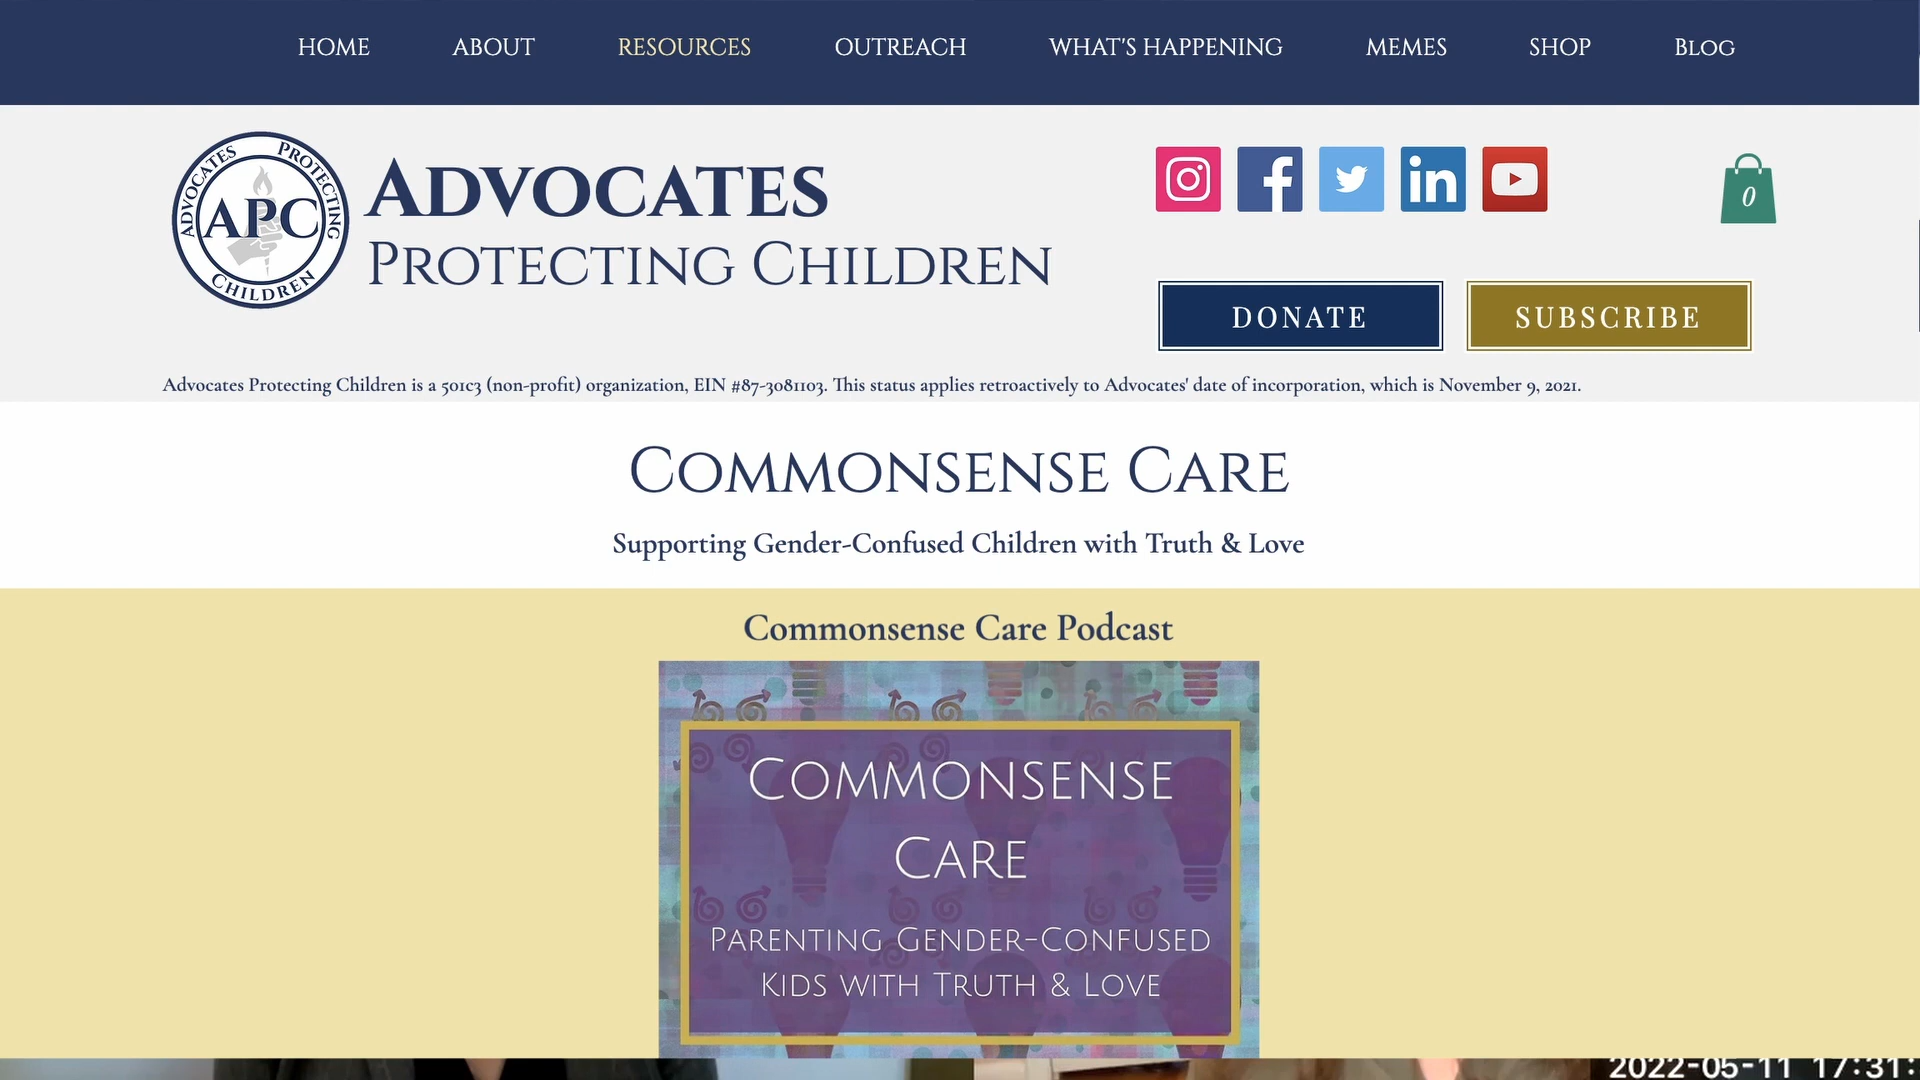 HOME ABOUT RESOURCES OUTREACH WHAT'S HAPPENING MEMES SHOP Blog
ADVOCATES PROTECTING CHILDREN
APC
Advocates
Protecting Children
0
DONATE SUBSCRIBE
Advocates Protecting Children is a 501c3 (non-profit) organization, EIN #87-3081103. This status applies retroactively to Advocates' date of incorporation, which is November 9, 2021.
Commonsense Care
Supporting Gender-Confused Children with Truth & Love
Commonsense Care Podcast
Commonsense
Care
Parenting Gender-Confused
Kids with Truth & Love
2022-05-11 17:31: